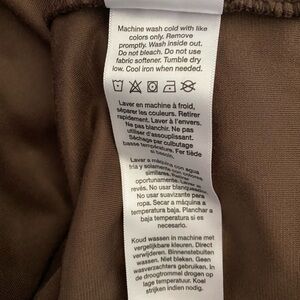 Machine wash cold with like
colors only. Remove
promptly. Wash inside out.
Do not bleach. Do not use
fabric softener. Tumble dry
low. Cool iron when needed.
Laver en machine à froid,
séparer les couleurs. Retirer
rapidement. Laver à l'envers.
Ne pas blanchir. Ne pas
utiliser d'assouplissant.
Séchage par culbutage
basse température. Fer tiède
si besoin.
Lavar a máquina con agua
fría y solamente con colores
similares. Retirar
oportunamente. Lavar al
revés. No usar blanqueador.
No usar suavizante para
ropa. Secar a máquina a
temperatura baja. Planchar a
baja temperatura si es
necesario.
Koud wassen in machine met
vergelijkbare kleuren. Direct
verwijderen. Binnenstebuiten
wassen. Niet bleken. Geen
wasverzachters gebruiken. In
de droogtrommel drogen op
lage temperatuur. Koel
strijken indien nodig.